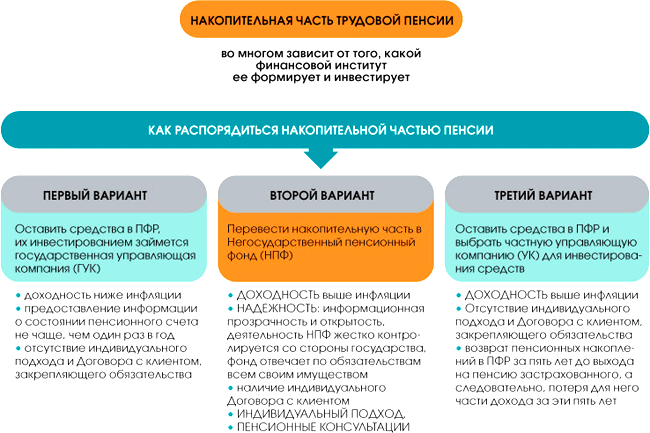 НАКОПИТЕЛЬНАЯ ЧАСТЬ ТРУДОВОЙ ПЕНСИИ
во многом зависит от того, какой
финансовой институт
ее формирует и инвестирует
КАК РАСПОРЯДИТЬСЯ НАКОПИТЕЛЬНОЙ ЧАСТЬЮ ПЕНСИИ
ПЕРВЫЙ ВАРИАНТ
Оставить средства в ПФР,
их инвестированием займется
государственная управляющая
компания (ГУК)
• доходность ниже инфляции
• предоставление информации
о состоянии пенсионного счета
не чаще, чем один раз в год
• отсутствие индивидуального
подхода и Договора с клиентом,
закрепляющего обязательства
ВТОРОЙ ВАРИАНТ
Перевести накопительную часть в
Негосударственный пенсионный
фонд (НПФ)
• ДОХОДНОСТЬ выше инфляции
• НАДЕЖНОСТЬ: информационная
прозрачность и открытость,
деятельность НПФ жестко контро-
лируется со стороны государства,
фонд отвечает по обязательствам
всем своим имуществом
• наличие индивидуального
Договора с клиентом
• ИНДИВИДУАЛЬНЫЙ ПОДХОД,
• ПЕНСИОННЫЕ КОНСУЛЬТАЦИИ
ТРЕТИЙ ВАРИАНТ
Оставить средства в ПФР и
выбрать частную управляющую
компанию (УК) для инвестирова-
ния средств
• ДОХОДНОСТЬ выше инфляции
• Отсутствие индивидуального
подхода и Договора с клиентом,
закрепляющего обязательства
• возврат пенсионных накопле-
ний в ПФР за пять лет до выхода
на пенсию застрахованного, а
следовательно, потеря для него
части дохода за эти пять лет